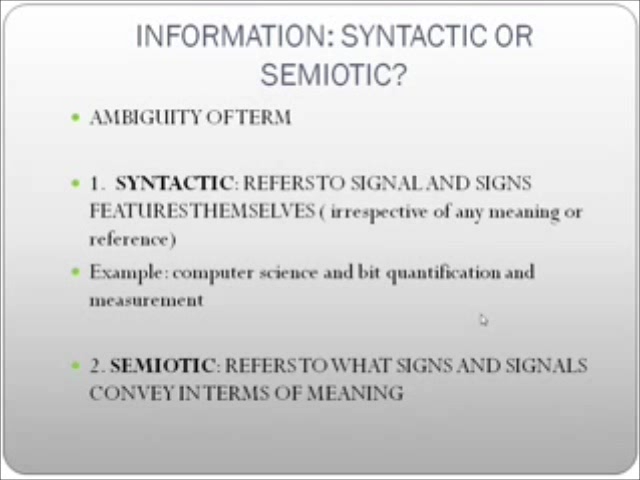 INFORMATION: SYNTACTIC OR
SEMIOTIC?
AMBIGUITY OF TERM
1. SYNTACTIC: REFERS TO SIGNAL AND SIGNS
FEATURES THEMSELVES ( irrespective of any meaning or
reference)
Example: computer science and bit quantification and
measurement
2. SEMIOTIC: REFERS TO WHAT SIGNS AND SIGNALS
CONVEY IN TERMS OF MEANING